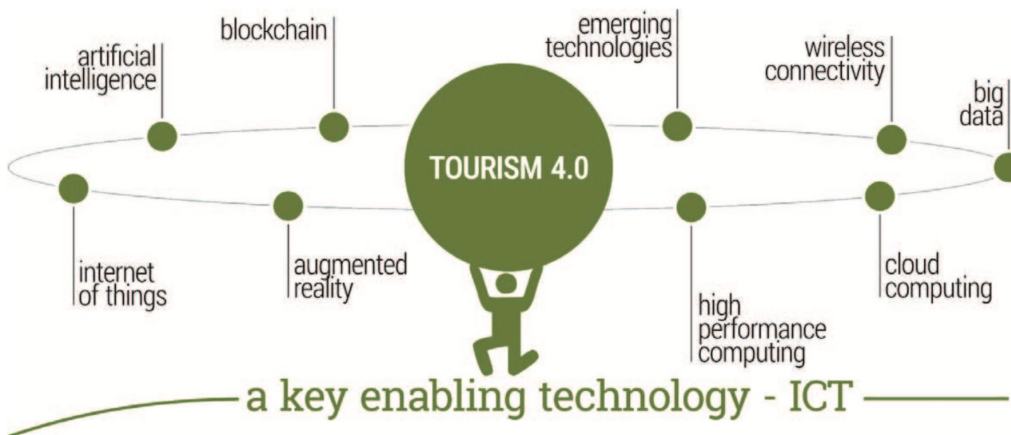 artificial
intelligence
blockchain
emerging
technologies
wireless
connectivity
big
data
TOURISM 4.0
internet
of things
augmented
reality
high
performance
computing
cloud
computing
a key enabling technology - ICT